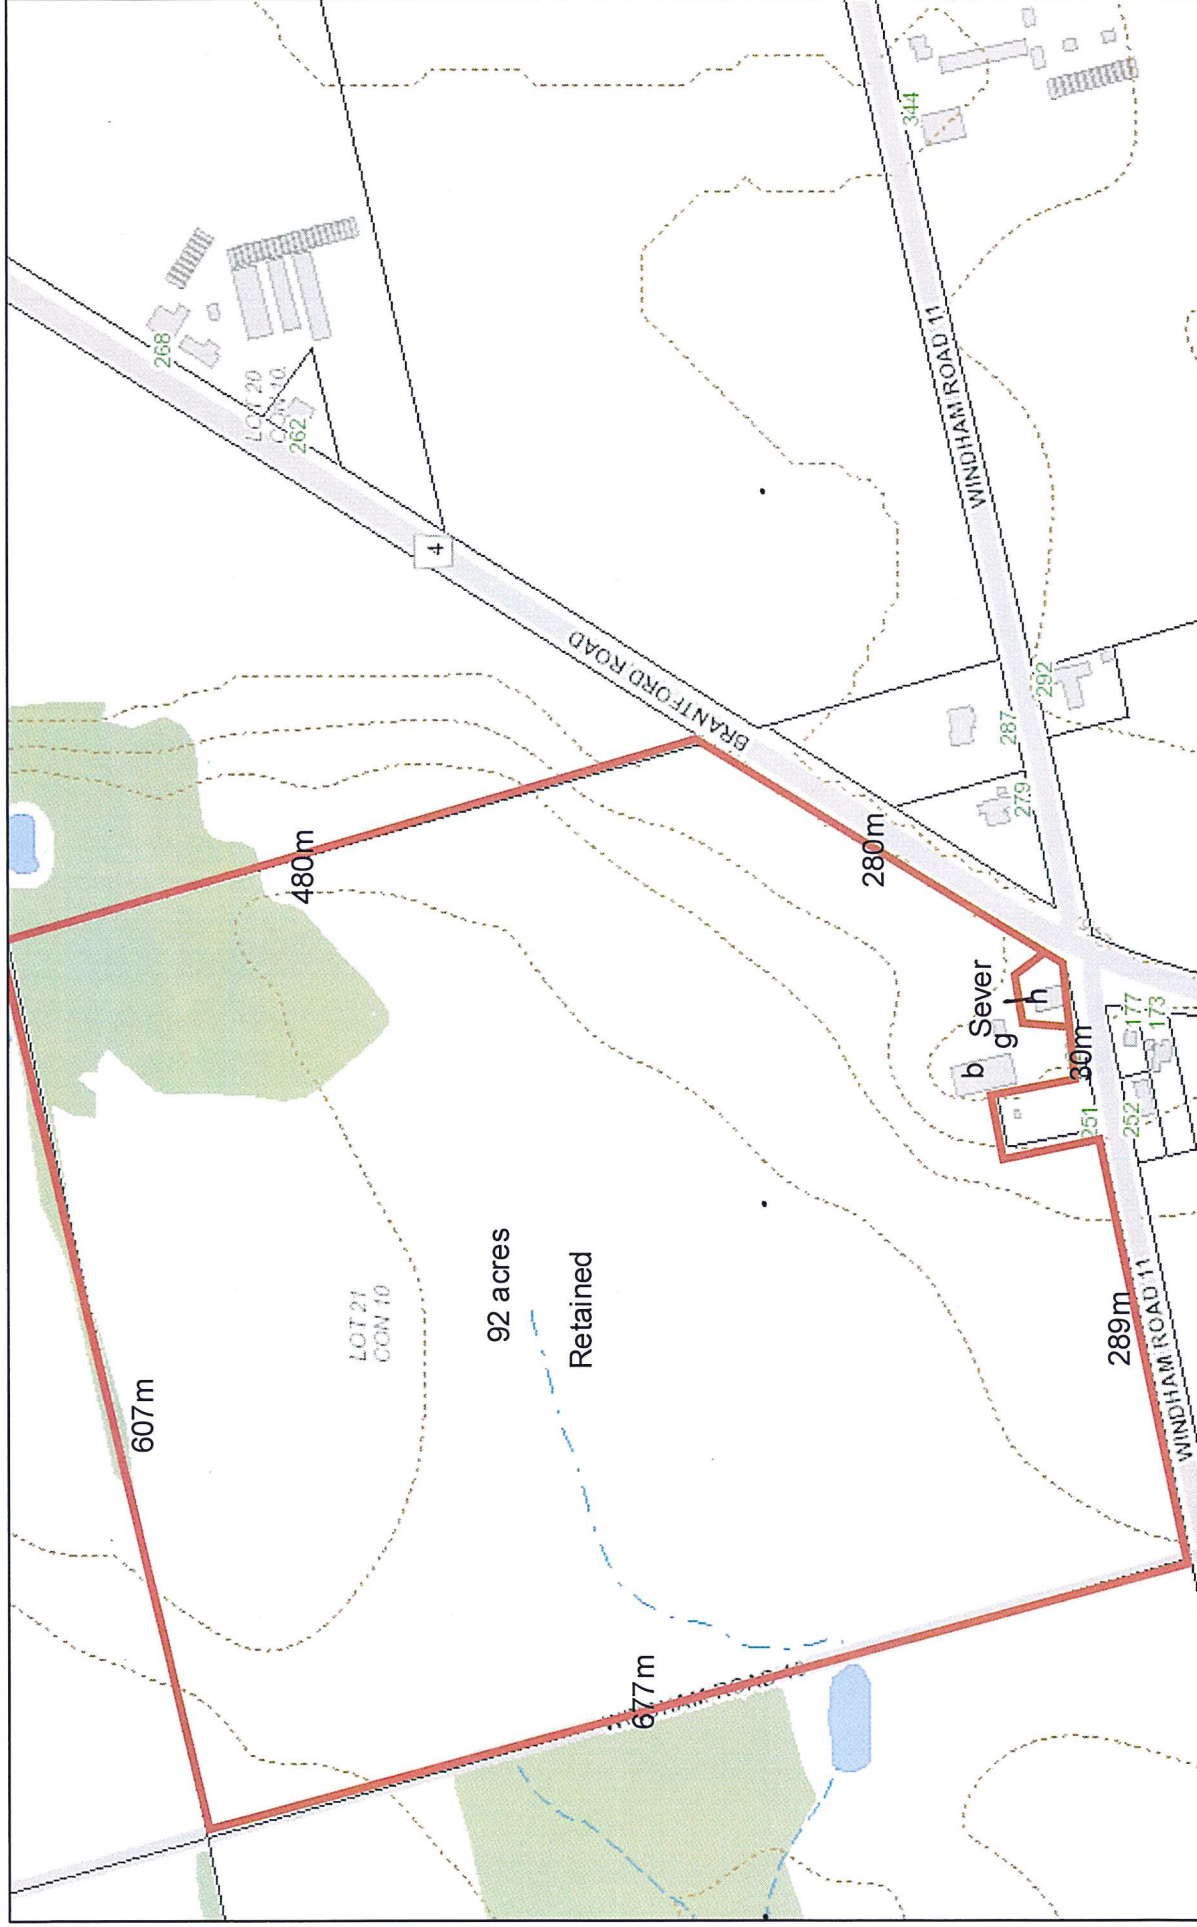 268
LOT 20
CON 10
262
4
BRANTFORD ROAD
344
WINDHAM ROAD 11
292
287
279
480m
280m
607m
LOT 21
CON 10
92 acres
Retained
Sever
h
g
b
30m
177
173
251
252
289m
WINDHAM ROAD 11
677m